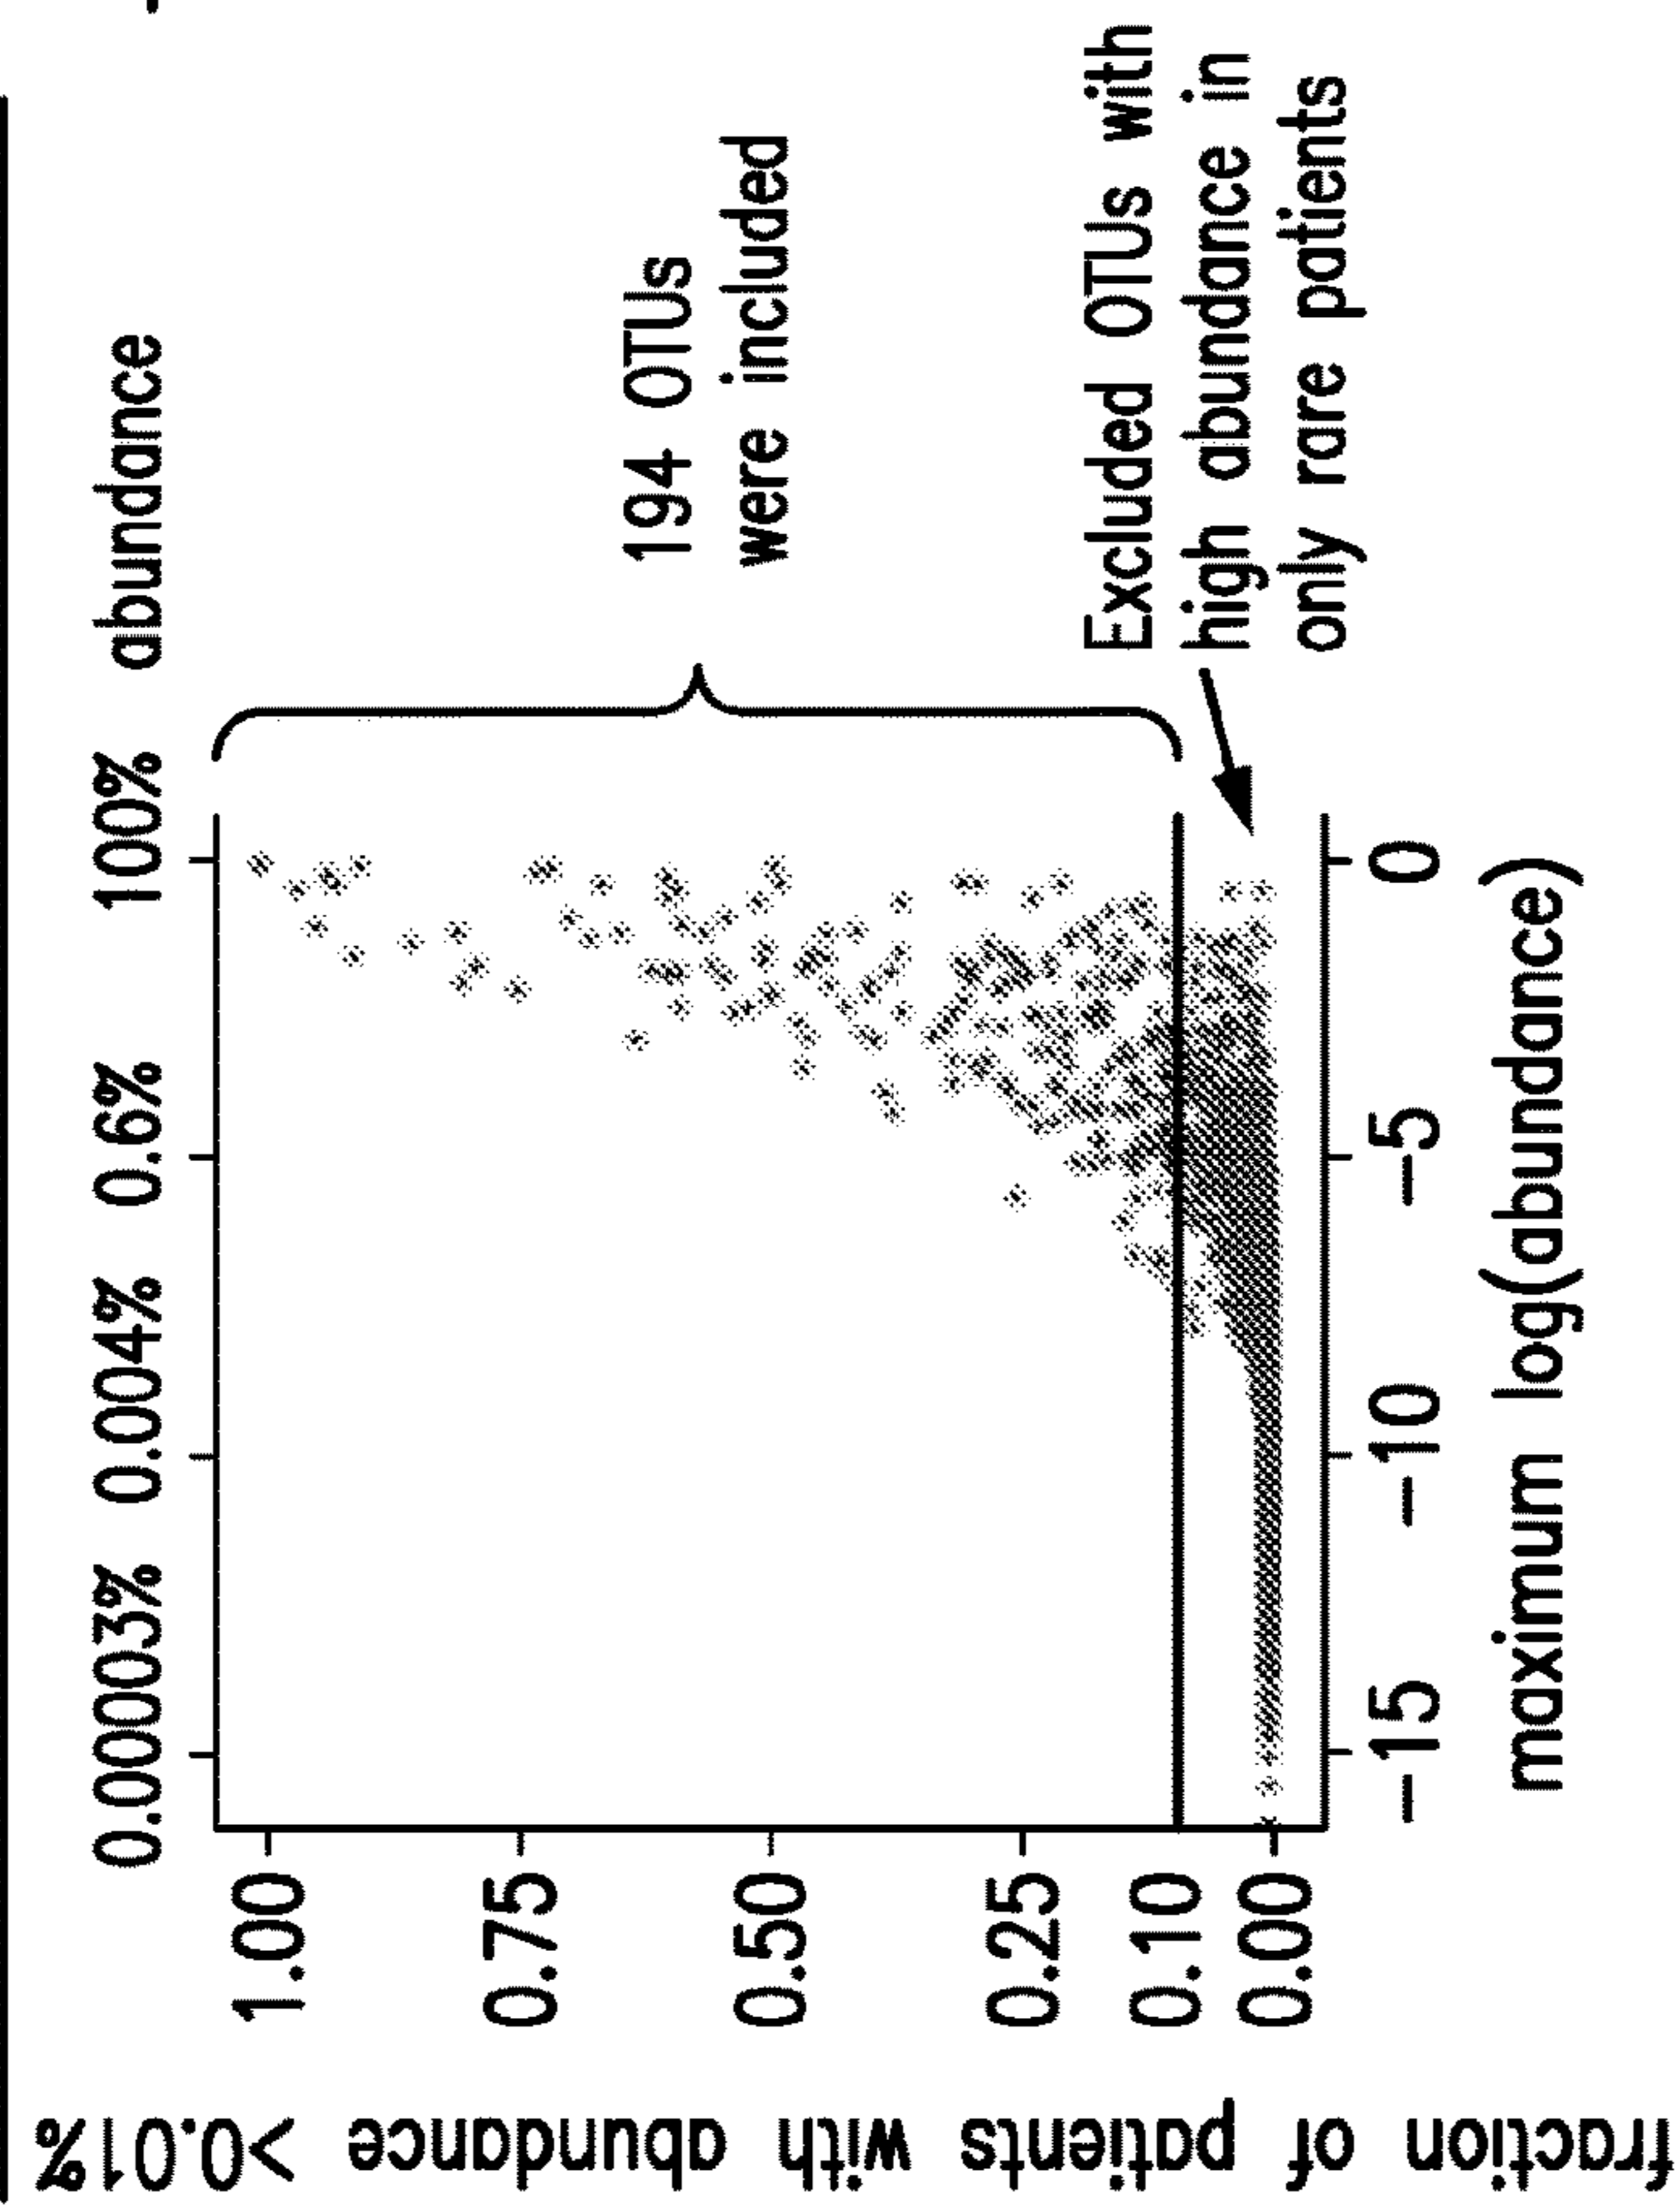 0.00003% 0.004% 0.6% 100% abundance
fraction of patients with abundance >0.01%
1.00
0.75
0.50
0.25
0.10
0.00
194 OTUs
were included
Excluded OTUs with
high abundance in
only rare patients
−15 −10 −5 0
maximum log(abundance)